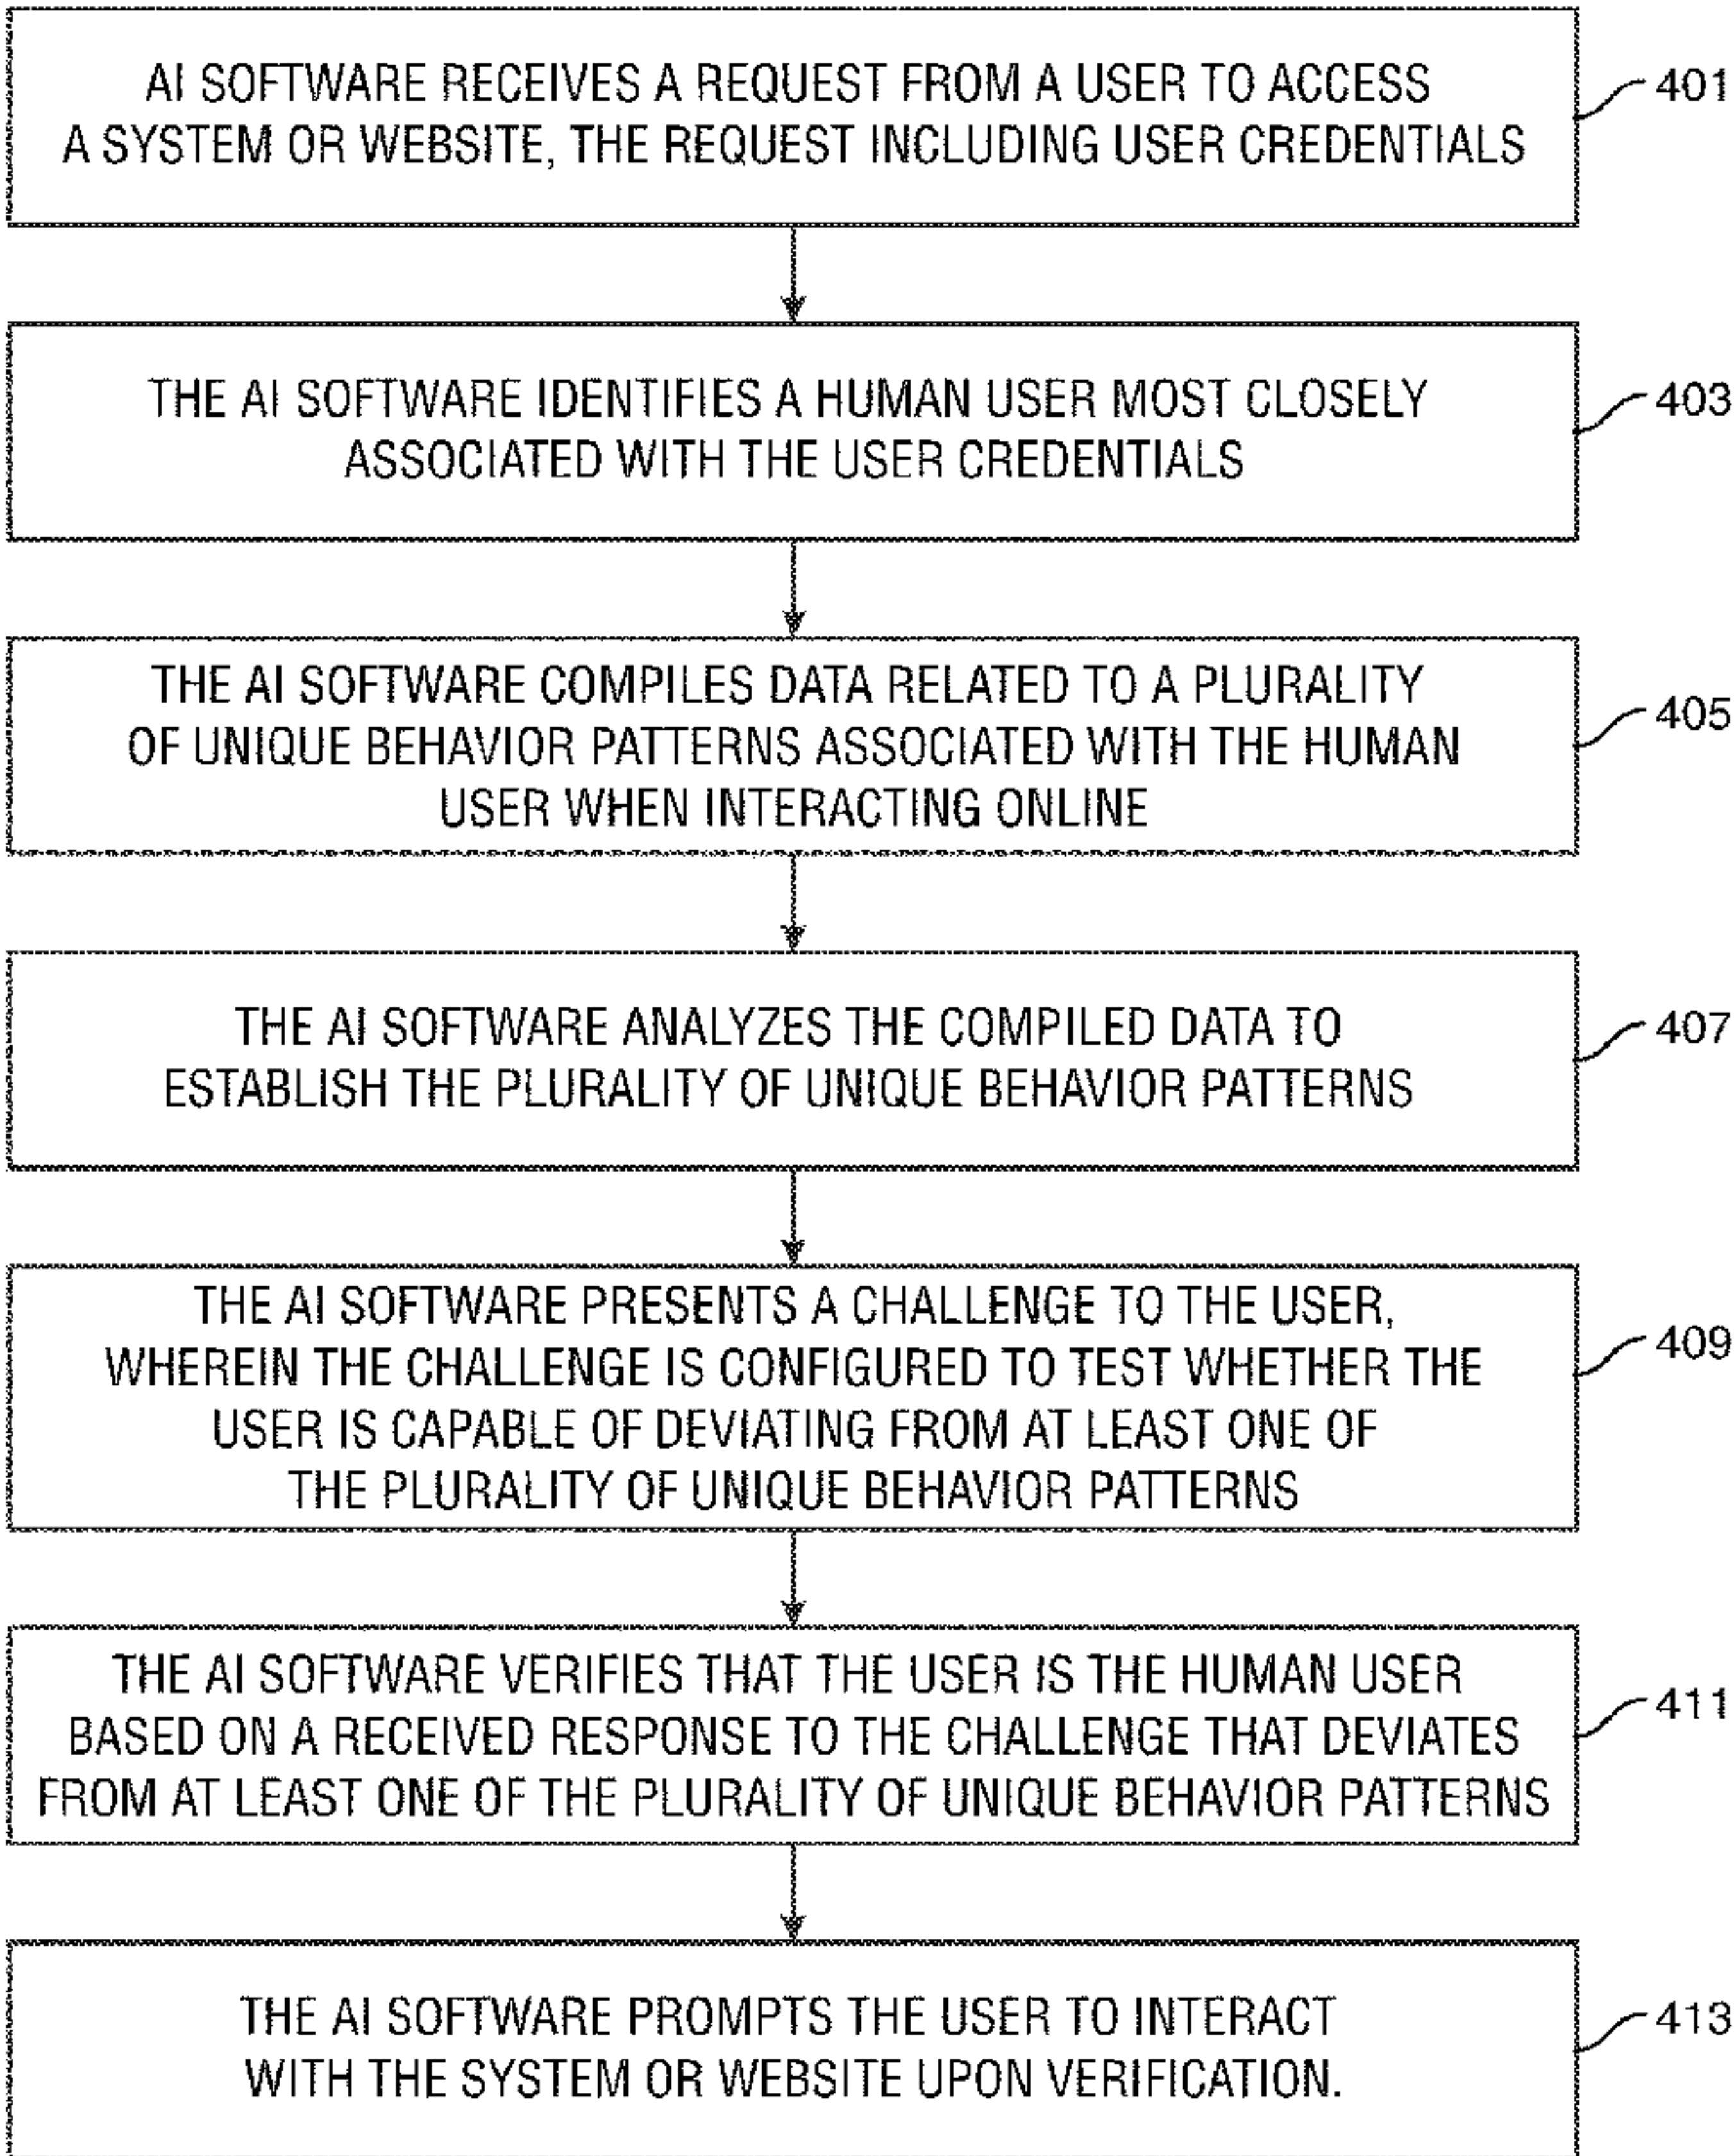 AI SOFTWARE RECEIVES A REQUEST FROM A USER TO ACCESS
A SYSTEM OR WEBSITE, THE REQUEST INCLUDING USER CREDENTIALS
401
THE AI SOFTWARE IDENTIFIES A HUMAN USER MOST CLOSELY
ASSOCIATED WITH THE USER CREDENTIALS
403
THE AI SOFTWARE COMPILES DATA RELATED TO A PLURALITY
OF UNIQUE BEHAVIOR PATTERNS ASSOCIATED WITH THE HUMAN
USER WHEN INTERACTING ONLINE
405
THE AI SOFTWARE ANALYZES THE COMPILED DATA TO
ESTABLISH THE PLURALITY OF UNIQUE BEHAVIOR PATTERNS
407
THE AI SOFTWARE PRESENTS A CHALLENGE TO THE USER,
WHEREIN THE CHALLENGE IS CONFIGURED TO TEST WHETHER THE
USER IS CAPABLE OF DEVIATING FROM AT LEAST ONE OF
THE PLURALITY OF UNIQUE BEHAVIOR PATTERNS
409
THE AI SOFTWARE VERIFIES THAT THE USER IS THE HUMAN USER
BASED ON A RECEIVED RESPONSE TO THE CHALLENGE THAT DEVIATES
FROM AT LEAST ONE OF THE PLURALITY OF UNIQUE BEHAVIOR PATTERNS
411
THE AI SOFTWARE PROMPTS THE USER TO INTERACT
WITH THE SYSTEM OR WEBSITE UPON VERIFICATION.
413